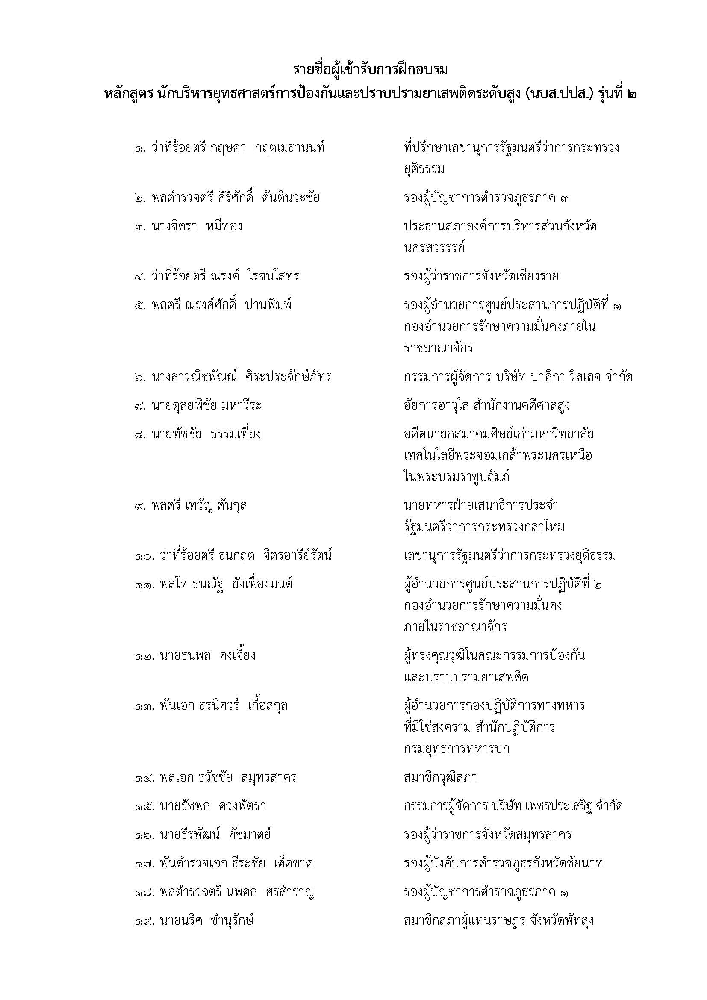 รายชื่อผู้เข้ารับการฝึกอบรม
หลักสูตร นักบริหารยุทธศาสตร์การป้องกันและปราบปรามยาเสพติดระดับสูง (นบส.ปปส.) รุ่นที่ ๒
๑. ว่าที่ร้อยตรี กฤษดา กฤตเมธานนท์ ที่ปรึกษาเลขานุการรัฐมนตรีว่าการกระทรวง
ยุติธรรม
๒. พลตำรวจตรี คีรีศักดิ์ ตันตินวะชัย รองผู้บัญชาการตำรวจภูธรภาค ๓
๓. นางจิตรา หมีทอง ประธานสภาองค์การบริหารส่วนจังหวัด
นครสวรรรค์
๔. ว่าที่ร้อยตรี ณรงค์ โรจนโสทร รองผู้ว่าราชการจังหวัดเชียงราย
๕. พลตรี ณรงค์ศักดิ์ ปานพิมพ์ รองผู้อำนวยการศูนย์ประสานการปฏิบัติที่ ๑
กองอำนวยการรักษาความมั่นคงภายใน
ราชอาณาจักร
๖. นางสาวณิชพัณณ์ ศิระประจักษ์ภัทร กรรมการผู้จัดการ บริษัท ปาลิกา วิลเลจ จำกัด
๗. นายดุลยพิชัย มหาวีระ อัยการอาวุโส สำนักงานคดีศาลสูง
๘. นายทัชชัย ธรรมเที่ยง อดีตนายกสมาคมศิษย์เก่ามหาวิทยาลัย
เทคโนโลยีพระจอมเกล้าพระนครเหนือ
ในพระบรมราชูปถัมภ์
๙. พลตรี เทวัญ ตันกุล นายทหารฝ่ายเสนาธิการประจำ
รัฐมนตรีว่าการกระทรวงกลาโหม
๑๐. ว่าที่ร้อยตรี ธนกฤต จิตรอารีย์รัตน์ เลขานุการรัฐมนตรีว่าการกระทรวงยุติธรรม
๑๑. พลโท ธนณัฐ ยังเฟื่องมนต์ ผู้อำนวยการศูนย์ประสานการปฏิบัติที่ ๒
กองอำนวยการรักษาความมั่นคง
ภายในราชอาณาจักร
๑๒. นายธนพล คงเจี้ยง ผู้ทรงคุณวุฒิในคณะกรรมการป้องกัน
และปราบปรามยาเสพติด
๑๓. พันเอก ธรนิศวร์ เกื้อสกุล ผู้อำนวยการกองปฏิบัติการทางทหาร
ที่มิใช่สงคราม สำนักปฏิบัติการ
กรมยุทธการทหารบก
๑๔. พลเอก ธวัชชัย สมุทรสาคร สมาชิกวุฒิสภา
๑๕. นายธัชพล ดวงพัตรา กรรมการผู้จัดการ บริษัท เพชรประเสริฐ จำกัด
๑๖. นายธีรพัฒน์ คัชมาตย์ รองผู้ว่าราชการจังหวัดสมุทรสาคร
๑๗. พันตำรวจเอก ธีระชัย เด็ดขาด รองผู้บังคับการตำรวจภูธรจังหวัดชัยนาท
๑๘. พลตำรวจตรี นพดล ศรสำราญ รองผู้บัญชาการตำรวจภูธรภาค ๑
๑๙. นายนริศ ขำนุรักษ์ สมาชิกสภาผู้แทนราษฎร จังหวัดพัทลุง